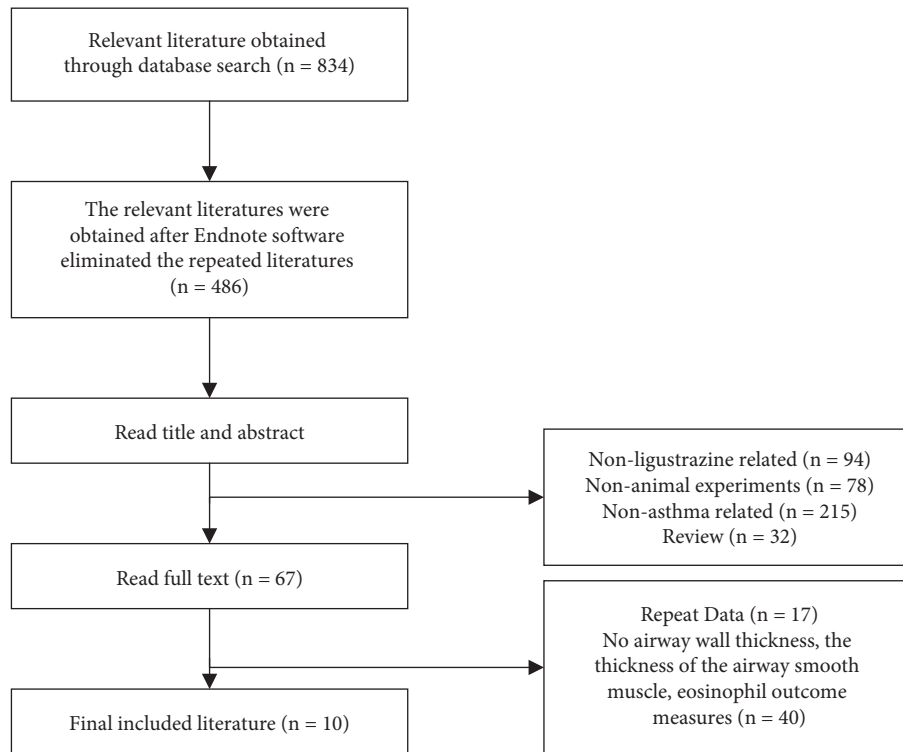 Relevant literature obtained
through database search (n = 834)
The relevant literatures were
obtained after Endnote software
eliminated the repeated literatures
(n = 486)
Read title and abstract
Non-ligustrazine related (n = 94)
Non-animal experiments (n = 78)
Non-asthma related (n = 215)
Review (n = 32)
Read full text (n = 67)
Repeat Data (n = 17)
No airway wall thickness, the
thickness of the airway smooth
muscle, eosinophil outcome
measures (n = 40)
Final included literature (n = 10)